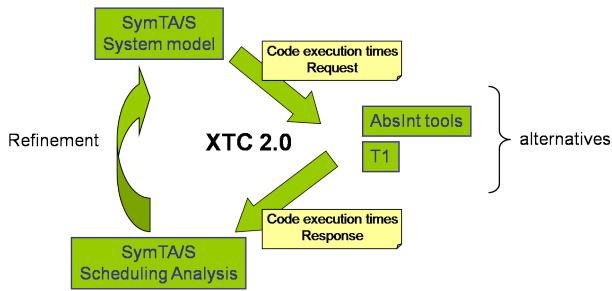 SymTA/S
System model
Code execution times
Request
AbsInt tools
T1
alternatives
Refinement
XTC 2.0
Code execution times
Response
SymTA/S
Scheduling Analysis